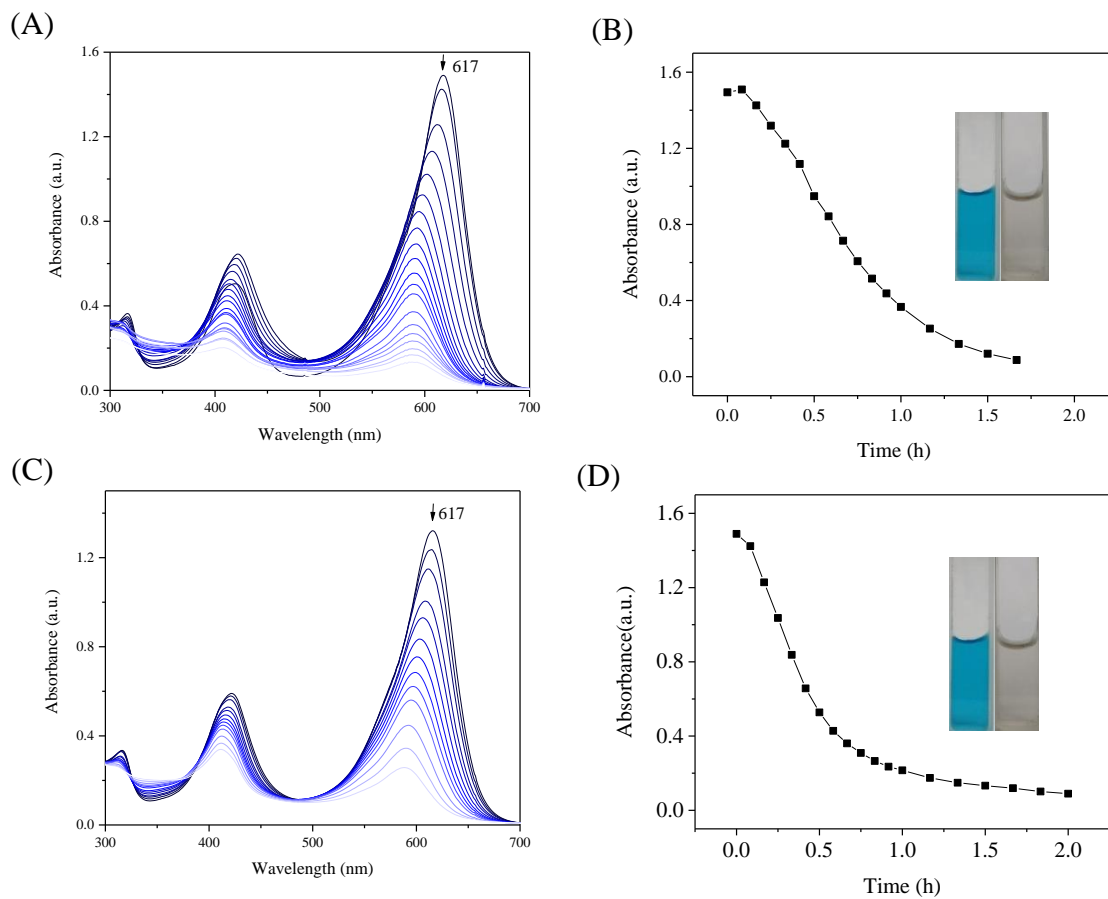 (A)
1.6
1.2
0.8
0.4
0.0
Absorbance (a.u.)
617
300 400 500 600 700
Wavelength (nm)
(B)
1.6
1.2
0.8
0.4
0.0
Absorbance (a.u.)
0.0 0.5 1.0 1.5 2.0
Time (h)
(C)
1.2
0.8
0.4
0.0
Absorbance (a.u.)
617
300 400 500 600 700
Wavelength (nm)
(D)
1.6
1.2
0.8
0.4
0.0
Absorbance(a.u.)
0.0 0.5 1.0 1.5 2.0
Time (h)